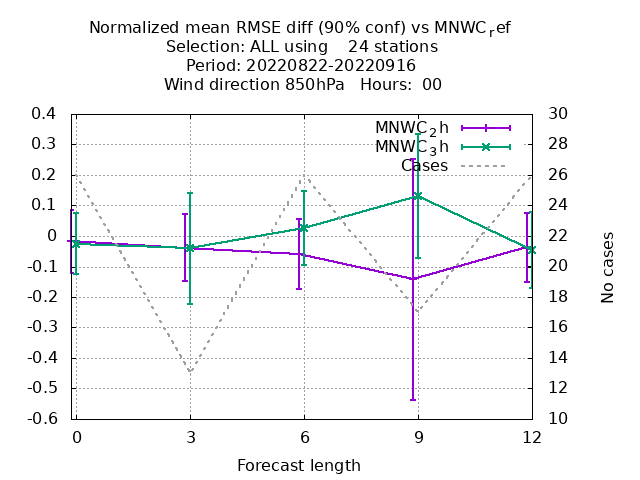 Normalized mean RMSE diff (90% conf) vs MNWC_ref
Selection: ALL using 24 stations
Period: 20220822-20220916
Wind direction 850hPa Hours: 00
0.4
0.3
0.2
0.1
0
-0.1
-0.2
-0.3
-0.4
-0.5
-0.6
MNWC_2h
MNWC_3h
Cases
30
28
26
24
22
20
18
16
14
12
10
No cases
0 3 6 9 12
Forecast length